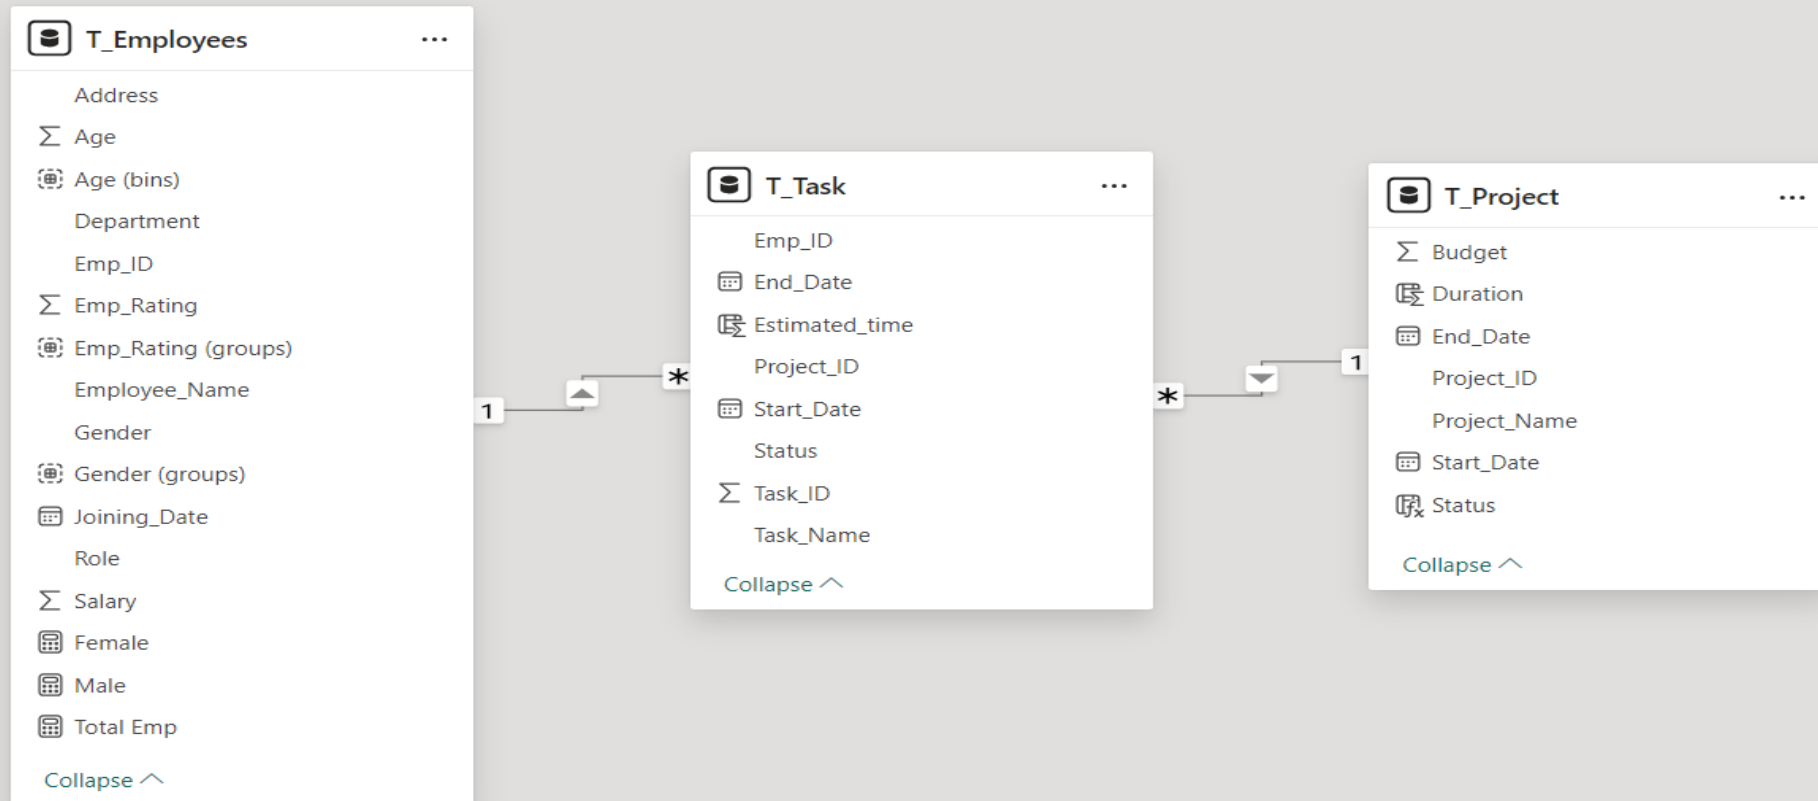 T_Employees ...
Address
Age
Age (bins)
Department
Emp_ID
Emp_Rating
Emp_Rating (groups)
Employee_Name
Gender
Gender (groups)
Joining_Date
Role
Salary
Female
Male
Total Emp
Collapse
1
*
T_Task ...
Emp_ID
End_Date
Estimated_time
Project_ID
Start_Date
Status
Task_ID
Task_Name
Collapse
*
1
T_Project ...
Budget
Duration
End_Date
Project_ID
Project_Name
Start_Date
Status
Collapse